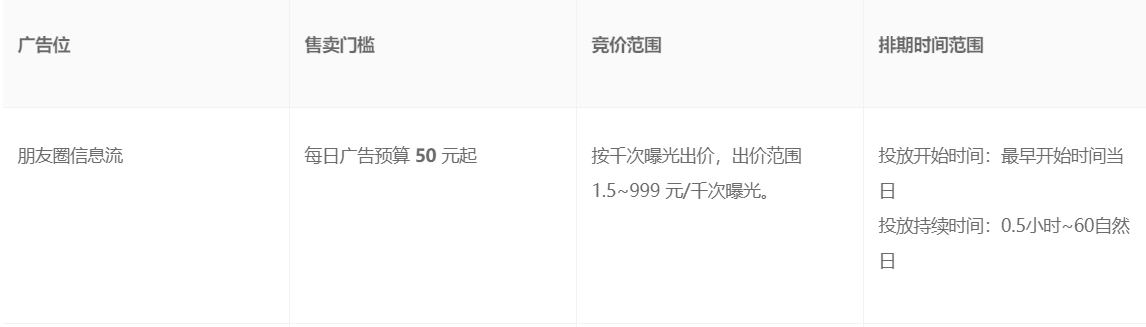 广告位
售卖门槛
竞价范围
排期时间范围
朋友圈信息流
每日广告预算 50 元起
按千次曝光出价，出价范围
1.5~999 元/千次曝光。
投放开始时间：最早开始时间当
日
投放持续时间：0.5小时~60自然
日